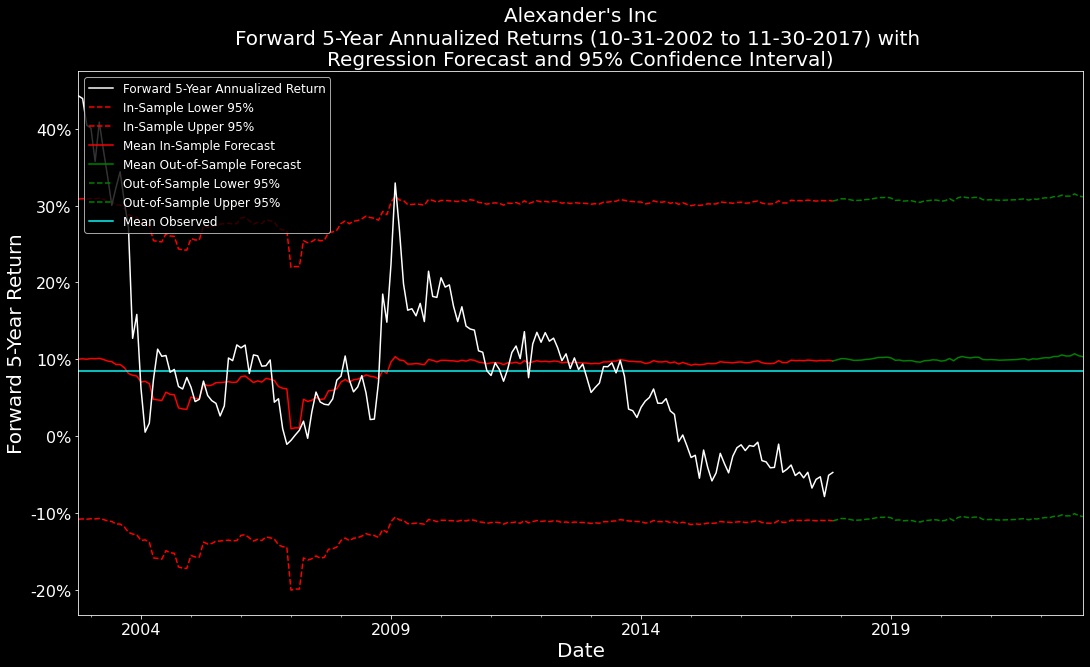 Alexander's Inc
Forward 5-Year Annualized Returns (10-31-2002 to 11-30-2017) with
Regression Forecast and 95% Confidence Interval)
Forward 5-Year Annualized Return
In-Sample Lower 95%
In-Sample Upper 95%
Mean In-Sample Forecast
Mean Out-of-Sample Forecast
Out-of-Sample Lower 95%
Out-of-Sample Upper 95%
Mean Observed
Forward 5-Year Return
40%
30%
20%
10%
0%
-10%
-20%
2004
2009
2014
2019
Date